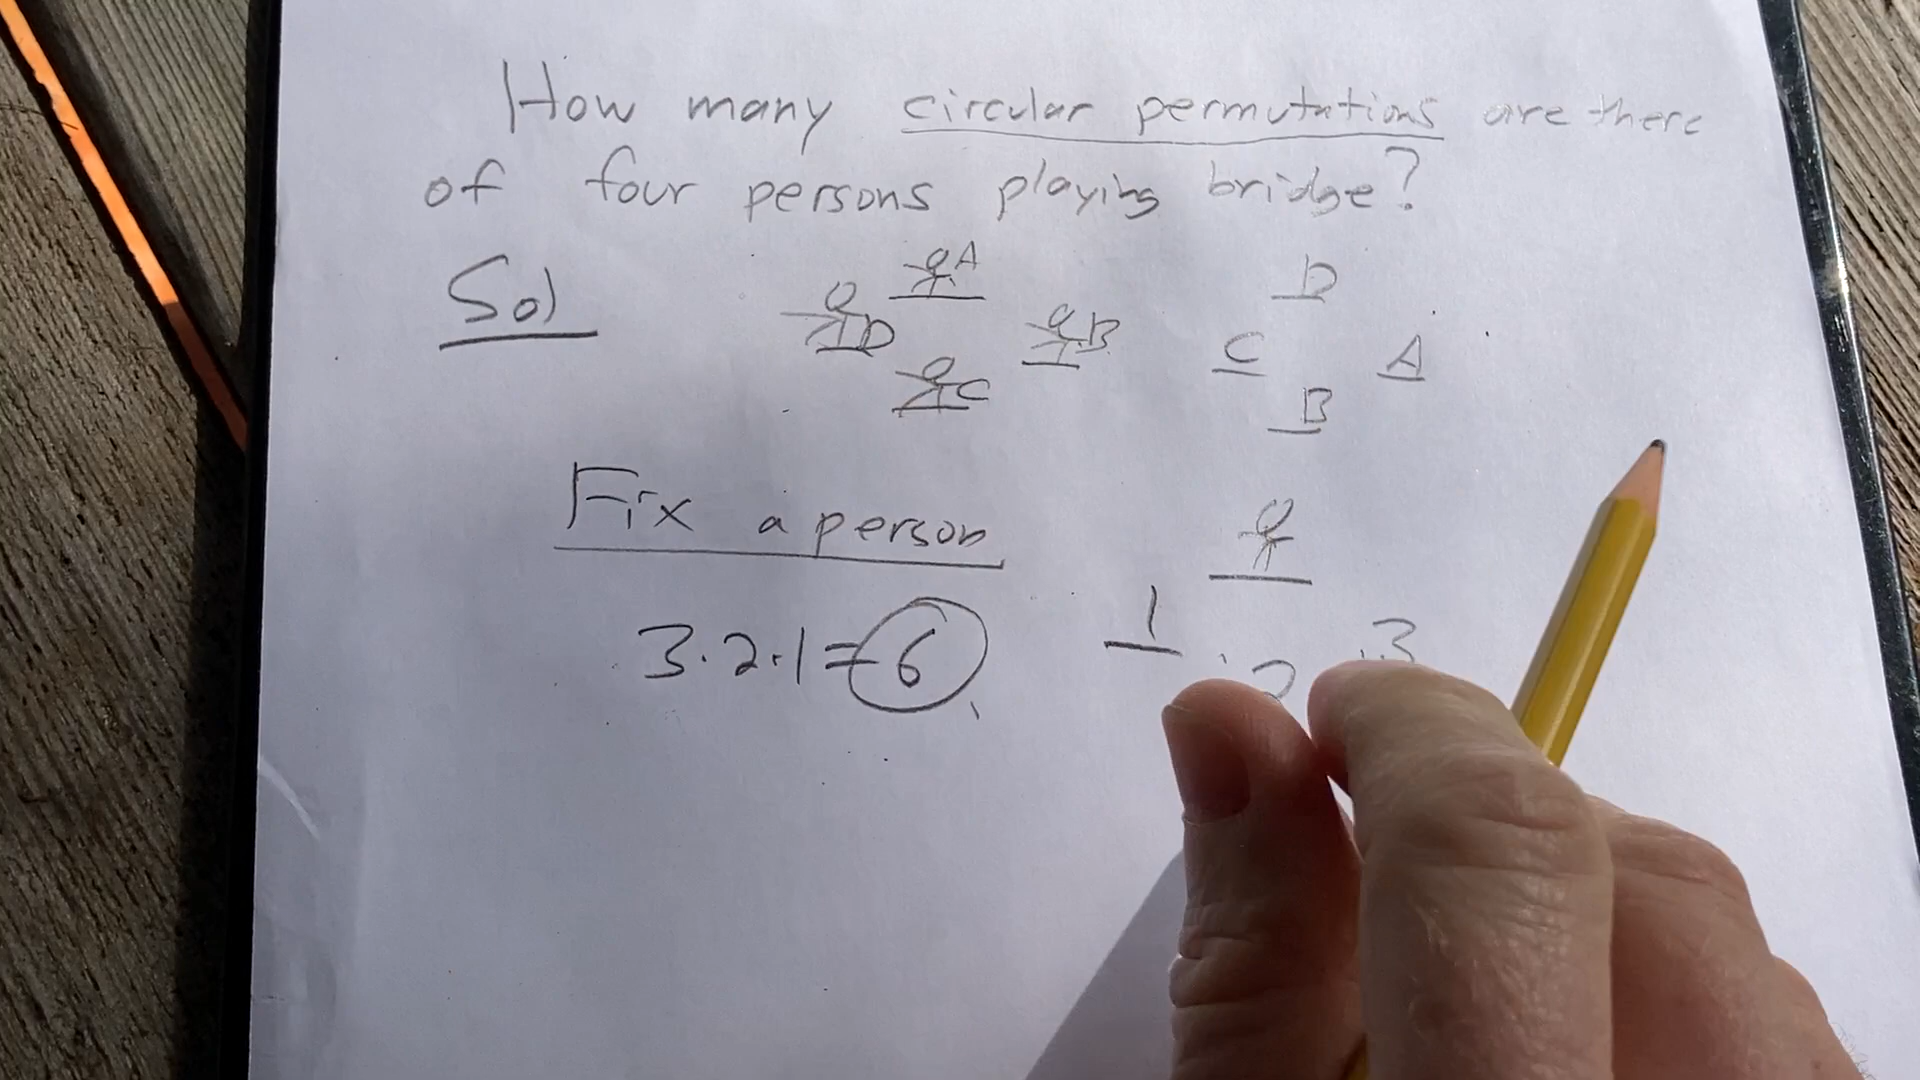 How many circular permutations are there
of four persons playing bridge?
Sol
A
D B
C
D
C A
B
Fix a person
3·2·1=6
1 2 3